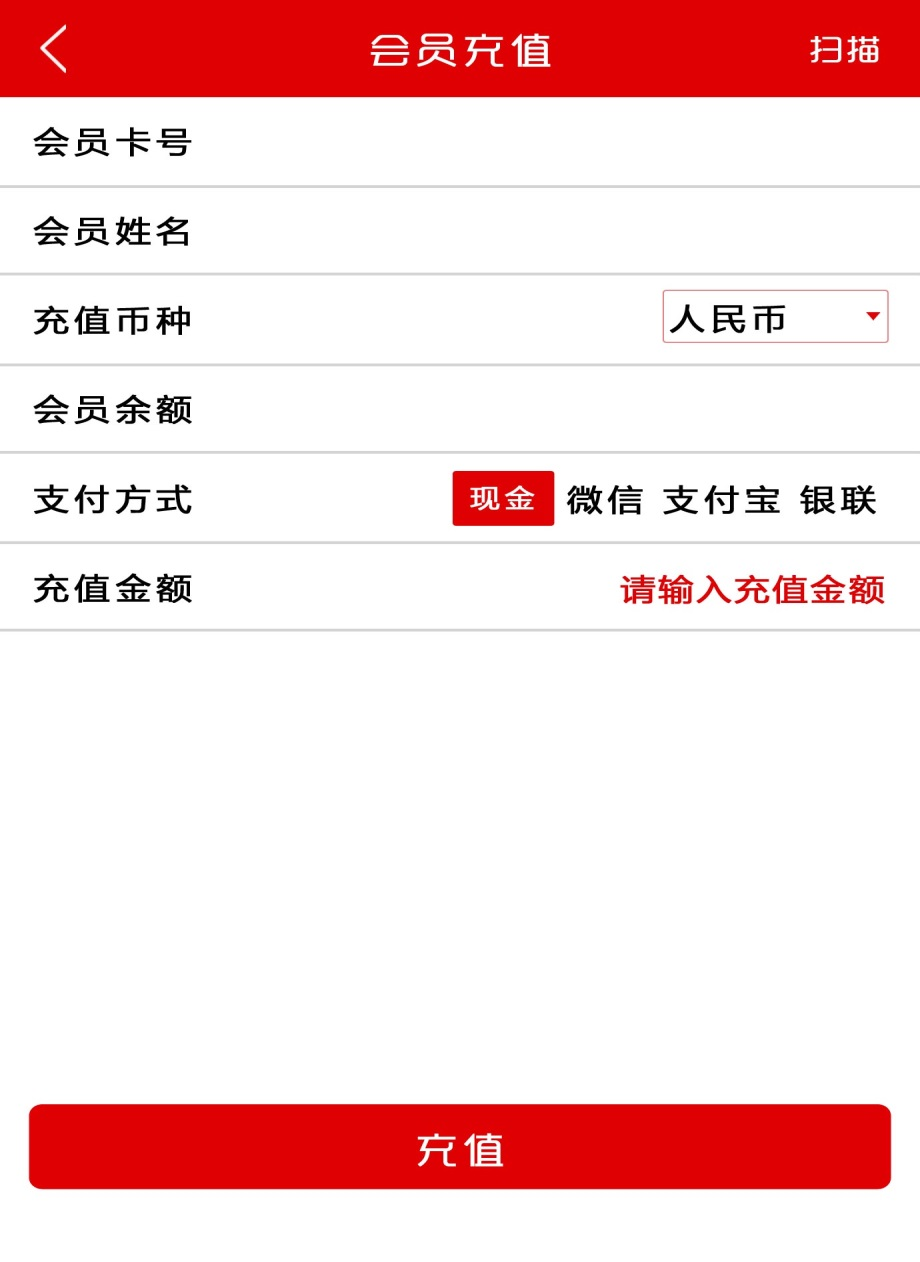 会员充值 扫描
会员卡号
会员姓名
充值币种 人民币
会员余额
支付方式 现金 微信 支付宝 银联
充值金额 请输入充值金额
充值